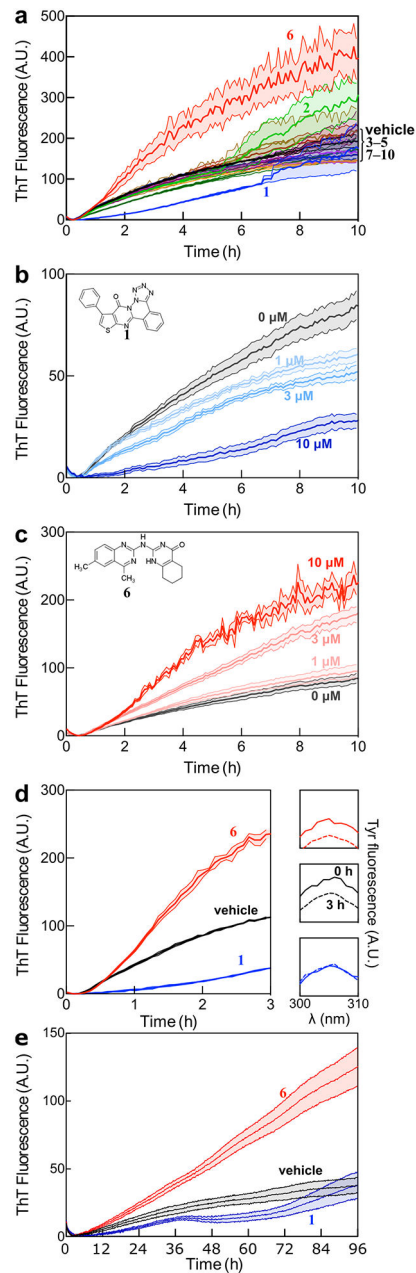 a
ThT Fluorescence (A.U.)
500
400
300
200
100
0
6
2
vehicle
3–5
7–10
1
0 2 4 6 8 10
Time (h)
b
ThT Fluorescence (A.U.)
100
50
0
O
N
N
N
N
N
N
S
1
0 µM
1 µM
3 µM
10 µM
0 2 4 6 8 10
Time (h)
c
ThT Fluorescence (A.U.)
300
200
100
0
H
N N N O
H₃C N HN
CH₃
6
10 µM
3 µM
1 µM
0 µM
0 2 4 6 8 10
Time (h)
d
ThT Fluorescence (A.U.)
300
200
100
0
6
vehicle
1
0 1 2 3
Time (h)
0 h
3 h
Tyr fluorescence (A.U.)
300 310
λ (nm)
e
ThT Fluorescence (A.U.)
150
100
50
0
6
vehicle
1
0 12 24 36 48 60 72 84 96
Time (h)